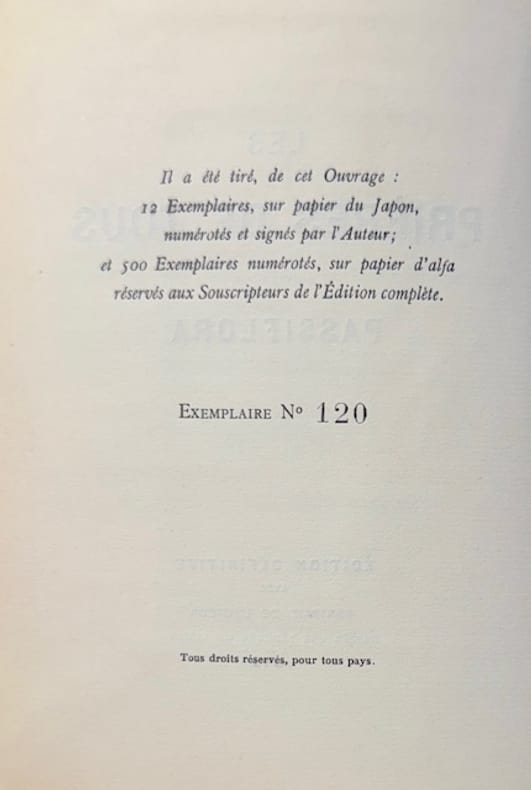 Il a été tiré, de cet Ouvrage :
12 Exemplaires, sur papier du Japon,
numérotés et signés par l'Auteur;
et 500 Exemplaires numérotés, sur papier d'alfa
réservés aux Souscripteurs de l'Édition complète.
EXEMPLAIRE Nº 120
Tous droits réservés, pour tous pays.